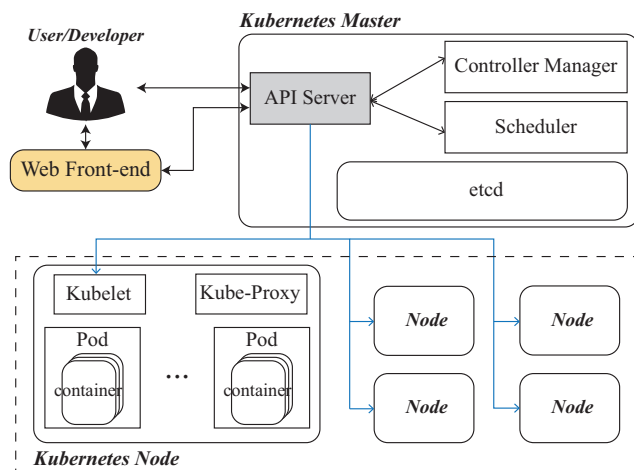 Kubernetes Master
User/Developer
Controller Manager
API Server
Scheduler
Web Front-end
etcd
Kubelet
Kube-Proxy
Node
Node
Pod
Pod
...
container
container
Node
Node
Kubernetes Node